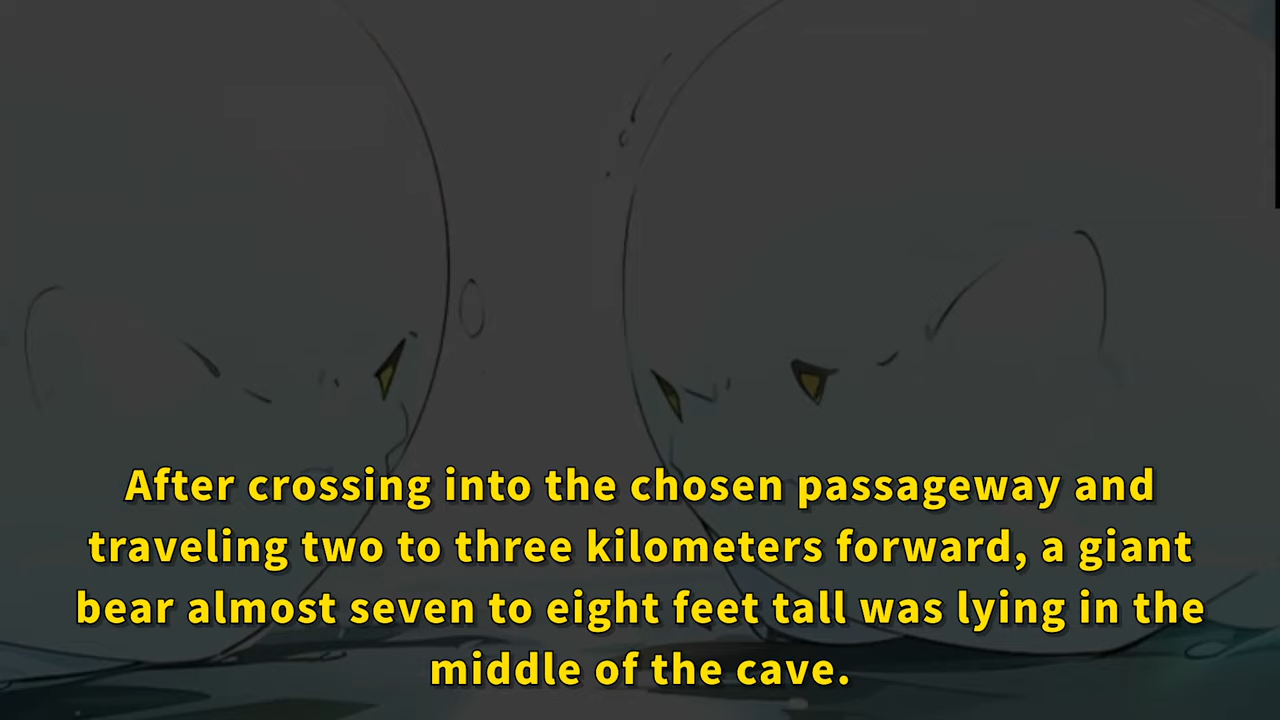 After crossing into the chosen passageway and
traveling two to three kilometers forward, a giant
bear almost seven to eight feet tall was lying in the
middle of the cave.